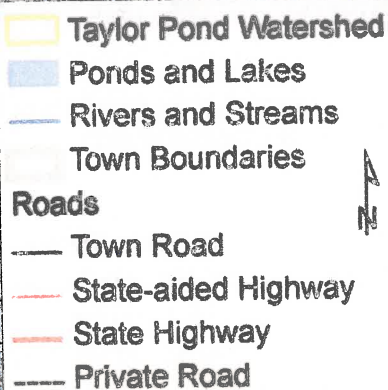 Taylor Pond Watershed
Ponds and Lakes
Rivers and Streams
Town Boundaries
N
Roads
Town Road
State-aided Highway
State Highway
Private Road